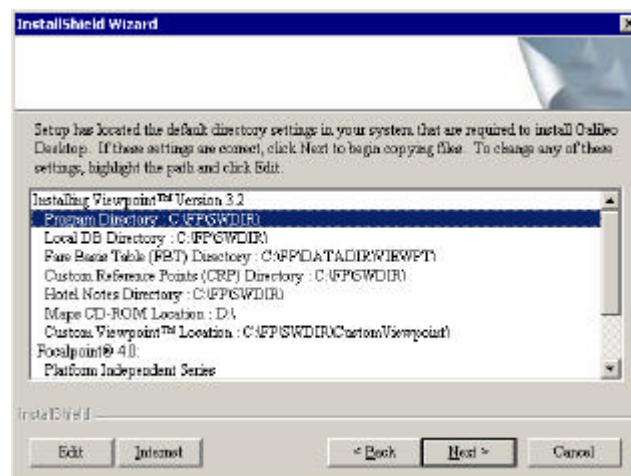 InstallShield Wizard
Setup has located the default directory settings in your system that are required to install Galileo
Desktop. If these settings are correct, click Next to begin copying files. To change any of these
settings, highlight the path and click Edit.
Installing Viewpoint™ Version 3.2
Program Directory : C:\FP\SWDIR\
Local DB Directory : C:\FP\SWDIR\
Fare Basis Table (FBT) Directory : C:\FP\DATADIR\VIEWPT\
Custom Reference Points (CRP) Directory : C:\FP\SWDIR\
Hotel Notes Directory : C:\FP\SWDIR\
Maps CD-ROM Location : D:\
Custom Viewpoint™ Location : C:\FP\SWDIR\CustomViewpoint\
Focalpoint® 4.0:
Platform Independent Series
InstallShield
Edit
Internet
< Back
Next >
Cancel